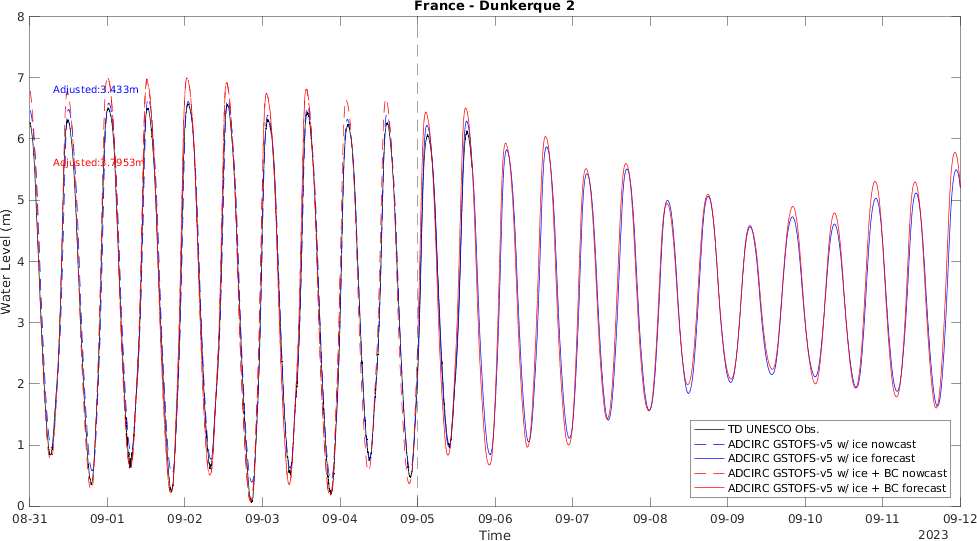 France - Dunkerque 2
8
7
6
5
4
3
2
1
0
Water Level (m)
Adjusted:3.433m
Adjusted:3.7953m
TD UNESCO Obs.
ADCIRC GSTOFS-v5 w/ ice nowcast
ADCIRC GSTOFS-v5 w/ ice forecast
ADCIRC GSTOFS-v5 w/ ice + BC nowcast
ADCIRC GSTOFS-v5 w/ ice + BC forecast
08-31 09-01 09-02 09-03 09-04 09-05 09-06 09-07 09-08 09-09 09-10 09-11 09-12
Time
2023